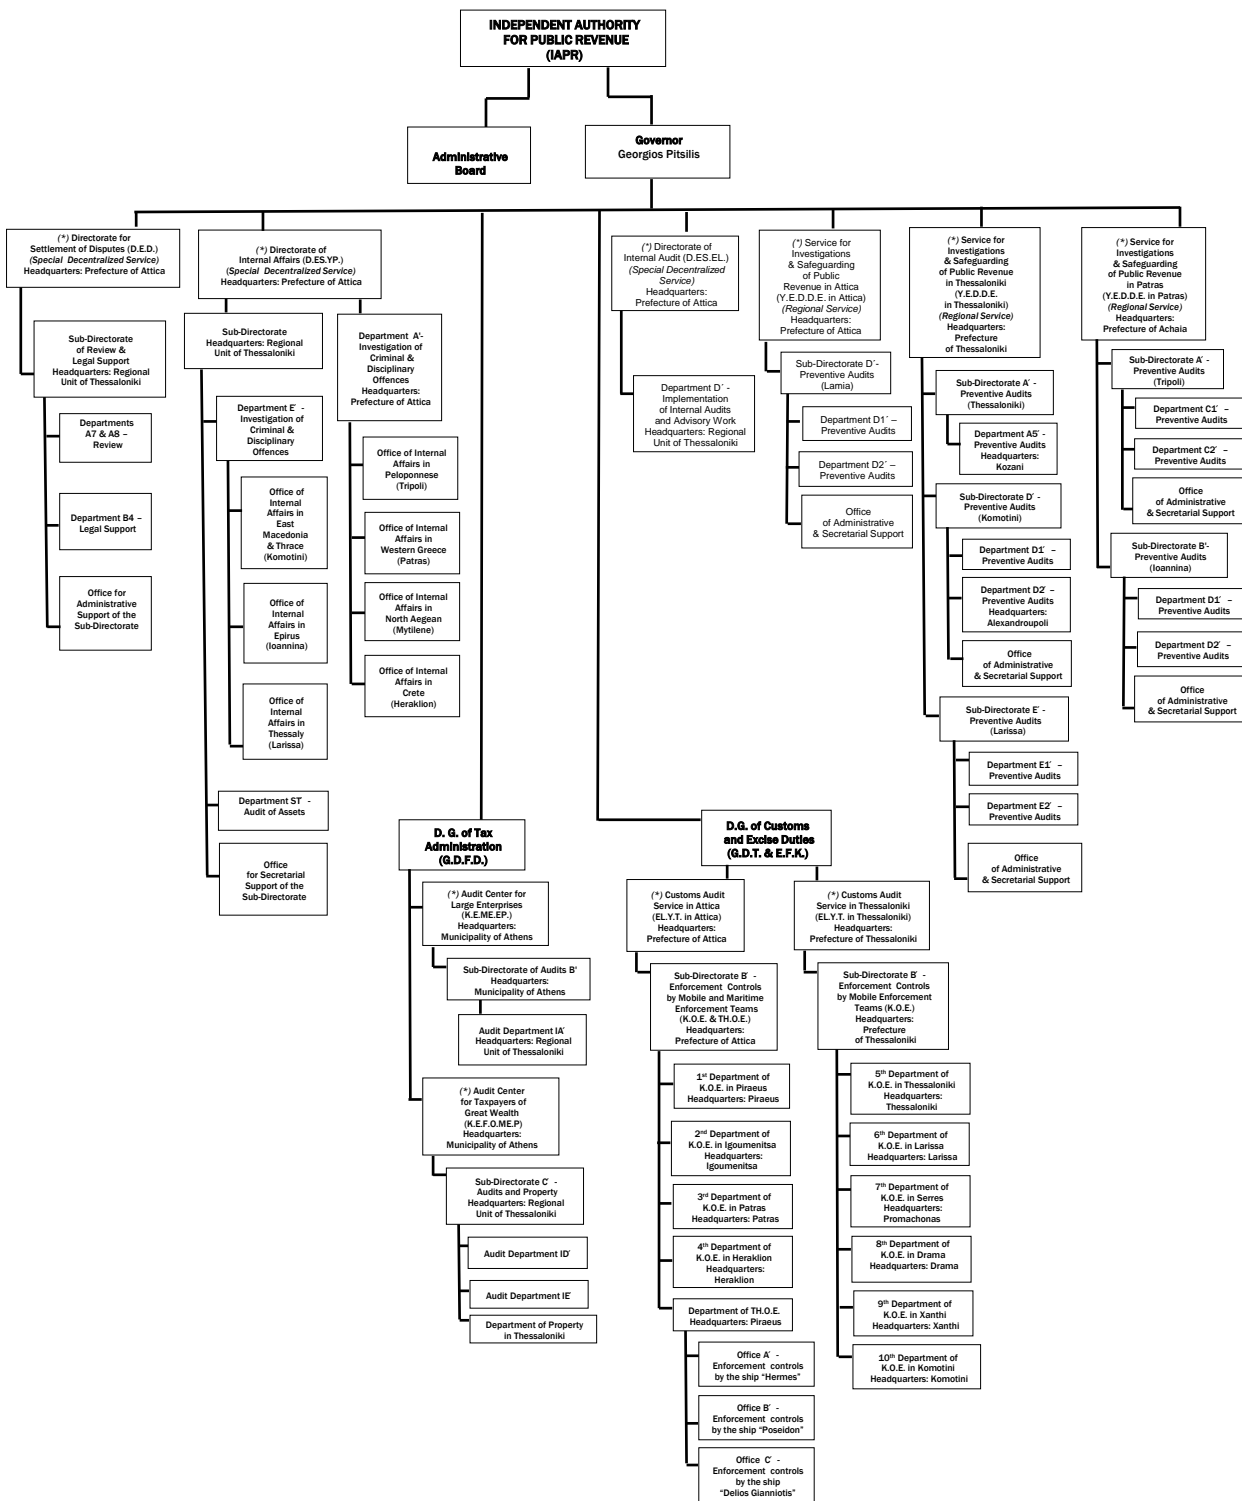 INDEPENDENT AUTHORITY
FOR PUBLIC REVENUE
(IAPR)
Administrative
Board
Governor
Georgios Pitsilis
(*) Directorate for
Settlement of Disputes (D.E.D.)
(Special Decentralized Service)
Headquarters: Prefecture of Attica
Sub-Directorate
of Review &
Legal Support
Headquarters: Regional
Unit of Thessaloniki
Departments
A7 & A8 –
Review
Department B4 –
Legal Support
Office for
Administrative
Support of the
Sub-Directorate
(*) Directorate of
Internal Affairs (D.ES.YP.)
(Special Decentralized Service)
Headquarters: Prefecture of Attica
Sub-Directorate
Headquarters: Regional
Unit of Thessaloniki
Department E´ -
Investigation of
Criminal &
Disciplinary
Offences
Office of
Internal
Affairs in
East
Macedonia
& Thrace
(Komotini)
Office of
Internal
Affairs in
Epirus
(Ioannina)
Office of
Internal
Affairs in
Thessaly
(Larissa)
Department ST´ -
Audit of Assets
Office
for Secretarial
Support of the
Sub-Directorate
Department A'-
Investigation of
Criminal &
Disciplinary
Offences
Headquarters:
Prefecture of Attica
Office of Internal
Affairs in
Peloponnese
(Tripoli)
Office of Internal
Affairs in
Western Greece
(Patras)
Office of Internal
Affairs in
North Aegean
(Mytilene)
Office of Internal
Affairs in
Crete
(Heraklion)
D. G. of Tax
Administration
(G.D.F.D.)
(*) Audit Center for
Large Enterprises
(K.E.ME.EP.)
Headquarters:
Municipality of Athens
Sub-Directorate of Audits B'
Headquarters:
Municipality of Athens
Audit Department IA´
Headquarters: Regional
Unit of Thessaloniki
(*) Audit Center
for Taxpayers of
Great Wealth
(K.E.F.O.ME.P)
Headquarters:
Municipality of Athens
Sub-Directorate C´ -
Audits and Property
Headquarters: Regional
Unit of Thessaloniki
Audit Department ID´
Audit Department IE´
Department of Property
in Thessaloniki
D.G. of Customs
and Excise Duties
(G.D.T. & E.F.K.)
(*) Customs Audit
Service in Attica
(EL.Y.T. in Attica)
Headquarters:
Prefecture of Attica
Sub-Directorate B´ -
Enforcement Controls
by Mobile and Maritime
Enforcement Teams
(K.O.E. & TH.O.E.)
Headquarters:
Prefecture of Attica
1st Department of
K.O.E. in Piraeus
Headquarters: Piraeus
2nd Department of
K.O.E. in Igoumenitsa
Headquarters:
Igoumenitsa
3rd Department of
K.O.E. in Patras
Headquarters: Patras
4th Department of
K.O.E. in Heraklion
Headquarters:
Heraklion
Department of TH.O.E.
Headquarters: Piraeus
Office A´ -
Enforcement controls
by the ship "Hermes"
Office B´ -
Enforcement controls
by the ship "Poseidon"
Office C´ -
Enforcement controls
by the ship
"Delios Gianniotis"
(*) Customs Audit
Service in Thessaloniki
(EL.Y.T. in Thessaloniki)
Headquarters:
Prefecture of Thessaloniki
Sub-Directorate B´ -
Enforcement Controls
by Mobile Enforcement
Teams (K.O.E.)
Headquarters:
Prefecture
of Thessaloniki
5th Department of
K.O.E. in Thessaloniki
Headquarters:
Thessaloniki
6th Department of
K.O.E. in Larissa
Headquarters: Larissa
7th Department of
K.O.E. in Serres
Headquarters:
Promachonas
8th Department of
K.O.E. in Drama
Headquarters: Drama
9th Department of
K.O.E. in Xanthi
Headquarters: Xanthi
10th Department of
K.O.E. in Komotini
Headquarters: Komotini
(*) Directorate of
Internal Audit (D.ES.EL.)
(Special Decentralized
Service)
Headquarters:
Prefecture of Attica
Department D´ -
Implementation
of Internal Audits
and Advisory Work
Headquarters: Regional
Unit of Thessaloniki
(*) Service for
Investigations
& Safeguarding
of Public
Revenue in Attica
(Y.E.D.D.E. in Attica)
(Regional Service)
Headquarters:
Prefecture of Attica
Sub-Directorate D´-
Preventive Audits
(Lamia)
Department D1´ –
Preventive Audits
Department D2´ –
Preventive Audits
Office
of Administrative
& Secretarial Support
(*) Service for
Investigations
& Safeguarding
of Public Revenue
in Thessaloniki
(Y.E.D.D.E.
in Thessaloniki)
(Regional Service)
Headquarters:
Prefecture
of Thessaloniki
Sub-Directorate A´ -
Preventive Audits
(Thessaloniki)
Department A5´ -
Preventive Audits
Headquarters:
Kozani
Sub-Directorate D´ -
Preventive Audits
(Komotini)
Department D1´ –
Preventive Audits
Department D2´ –
Preventive Audits
Headquarters:
Alexandroupoli
Office
of Administrative
& Secretarial Support
Sub-Directorate E´ -
Preventive Audits
(Larissa)
Department E1´ –
Preventive Audits
Department E2´ –
Preventive Audits
Office
of Administrative
& Secretarial Support
(*) Service for
Investigations
& Safeguarding
of Public Revenue
in Patras
(Y.E.D.D.E. in Patras)
(Regional Service)
Headquarters:
Prefecture of Achaia
Sub-Directorate A´ -
Preventive Audits
(Tripoli)
Department C1´ –
Preventive Audits
Department C2´ –
Preventive Audits
Office
of Administrative
& Secretarial Support
Sub-Directorate B'-
Preventive Audits
(Ioannina)
Department D1´ –
Preventive Audits
Department D2´ –
Preventive Audits
Office
of Administrative
& Secretarial Support